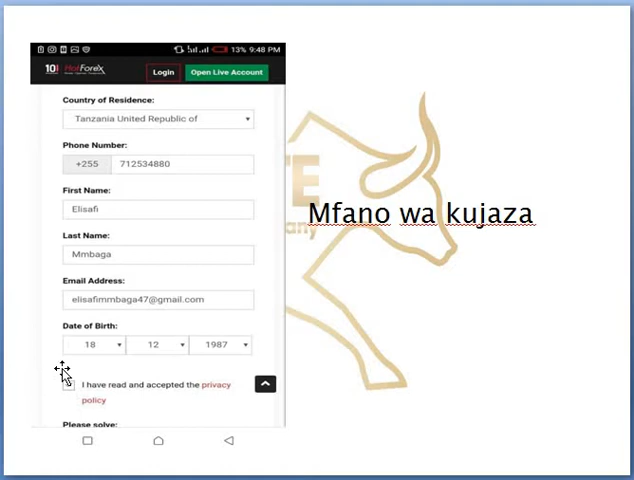 13% 9:48 PM
10 HotForex
Login
Open Live Account
Country of Residence:
Tanzania United Republic of
Phone Number:
+255 712534880
First Name:
Elisafi
Last Name:
Mmbaga
Email Address:
elisafimmbaga47@gmail.com
Date of Birth:
18 12 1987
I have read and accepted the privacy
policy
Please solve:
Mfano wa kujaza